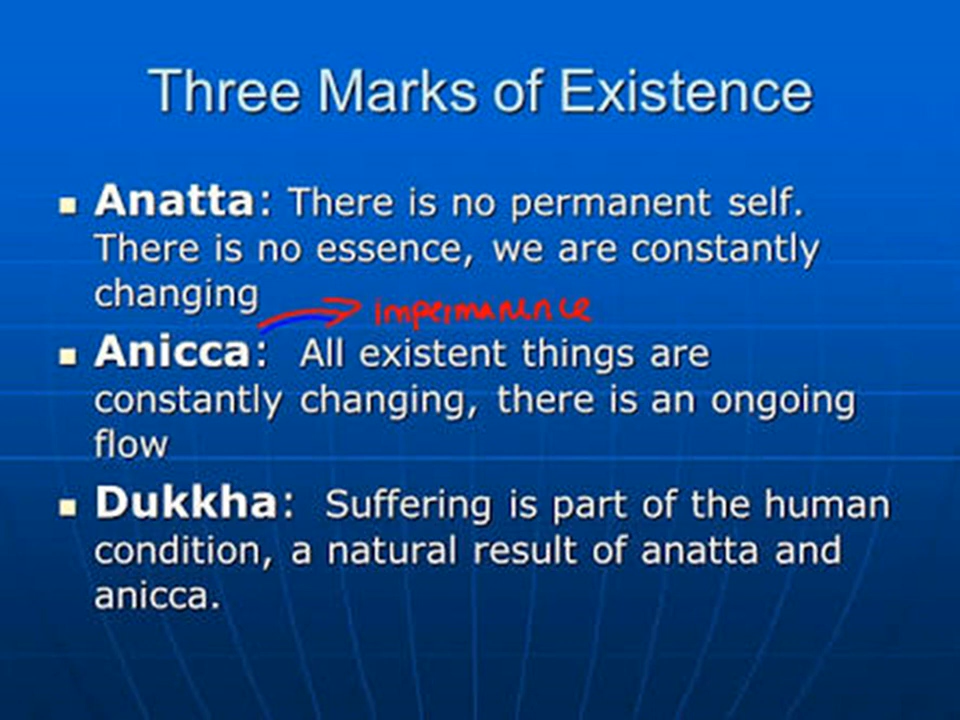 Three Marks of Existence
Anatta: There is no permanent self.
There is no essence, we are constantly
changing
impermanence
Anicca: All existent things are
constantly changing, there is an ongoing
flow
Dukkha: Suffering is part of the human
condition, a natural result of anatta and
anicca.